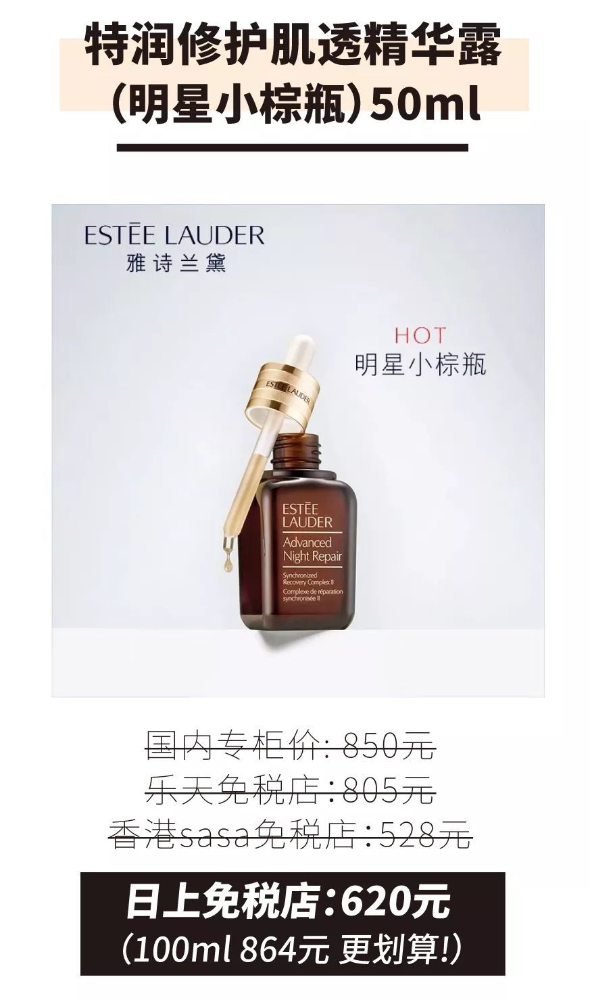 特润修护肌透精华露
（明星小棕瓶）50ml
ESTĒE LAUDER
雅诗兰黛
HOT
明星小棕瓶
ESTĒE LAUDER
ESTĒE
LAUDER
Advanced
Night Repair
Synchronized
Recovery Complex II
Complexe de réparation
synchronisée II
国内专柜价: 850元
乐天免税店：805元
香港sasa免税店：528元
日上免税店：620元
（100ml 864元 更划算!）